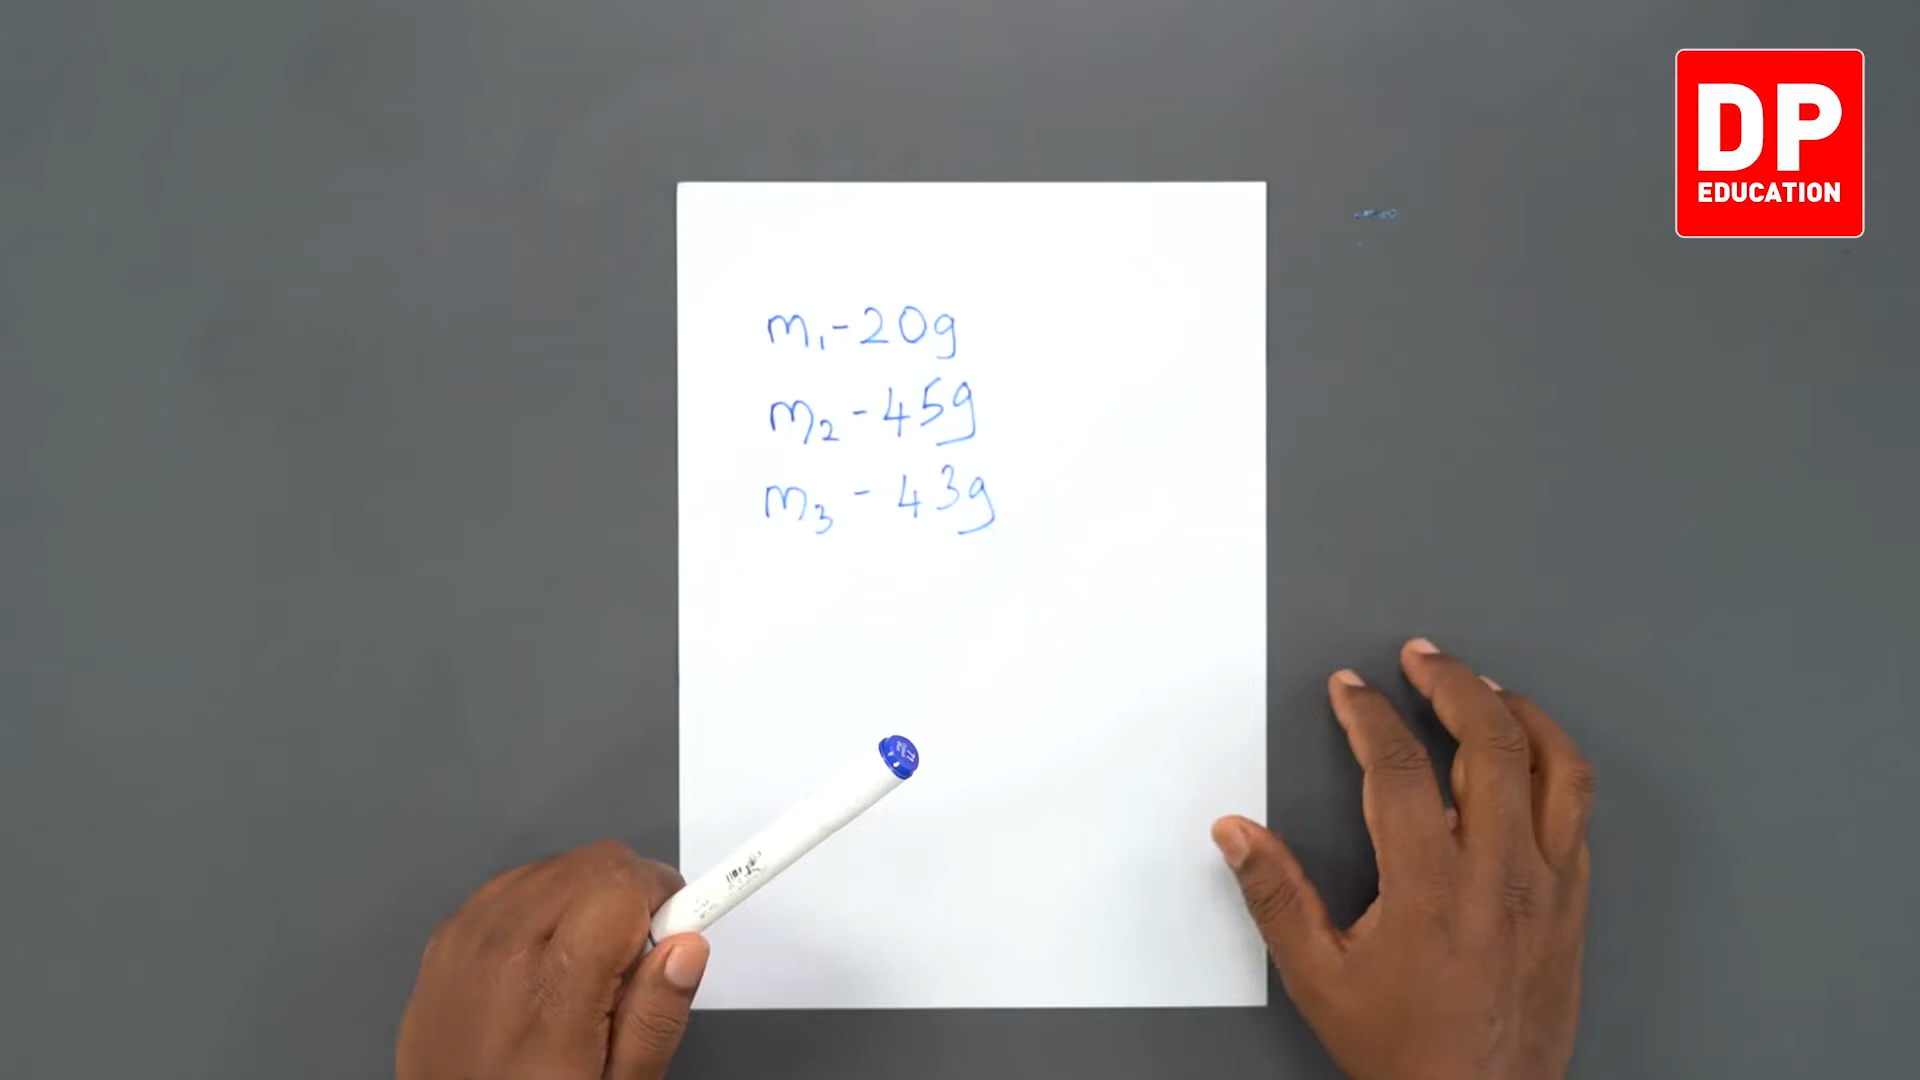 DP
EDUCATION
m₁ - 20g
m₂ - 45g
m₃ - 43g